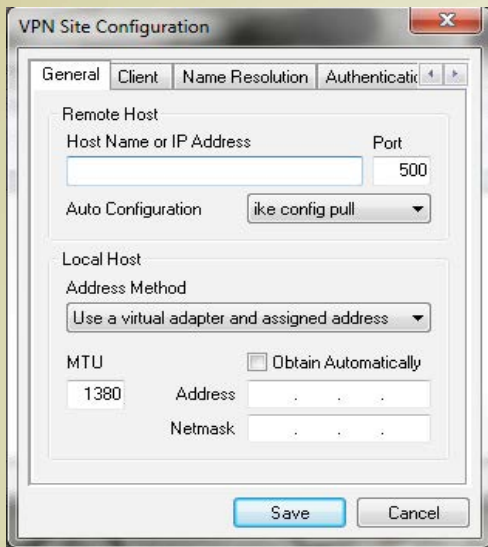 VPN Site Configuration
General Client Name Resolution
Remote Host
Host Name or IP Address Port
500
Auto Configuration ike config pull
Local Host
Address Method
Use a virtual adapter and assigned address
MTU Obtain Automatically
1380 Address . . .
Netmask . . .
Save Cancel